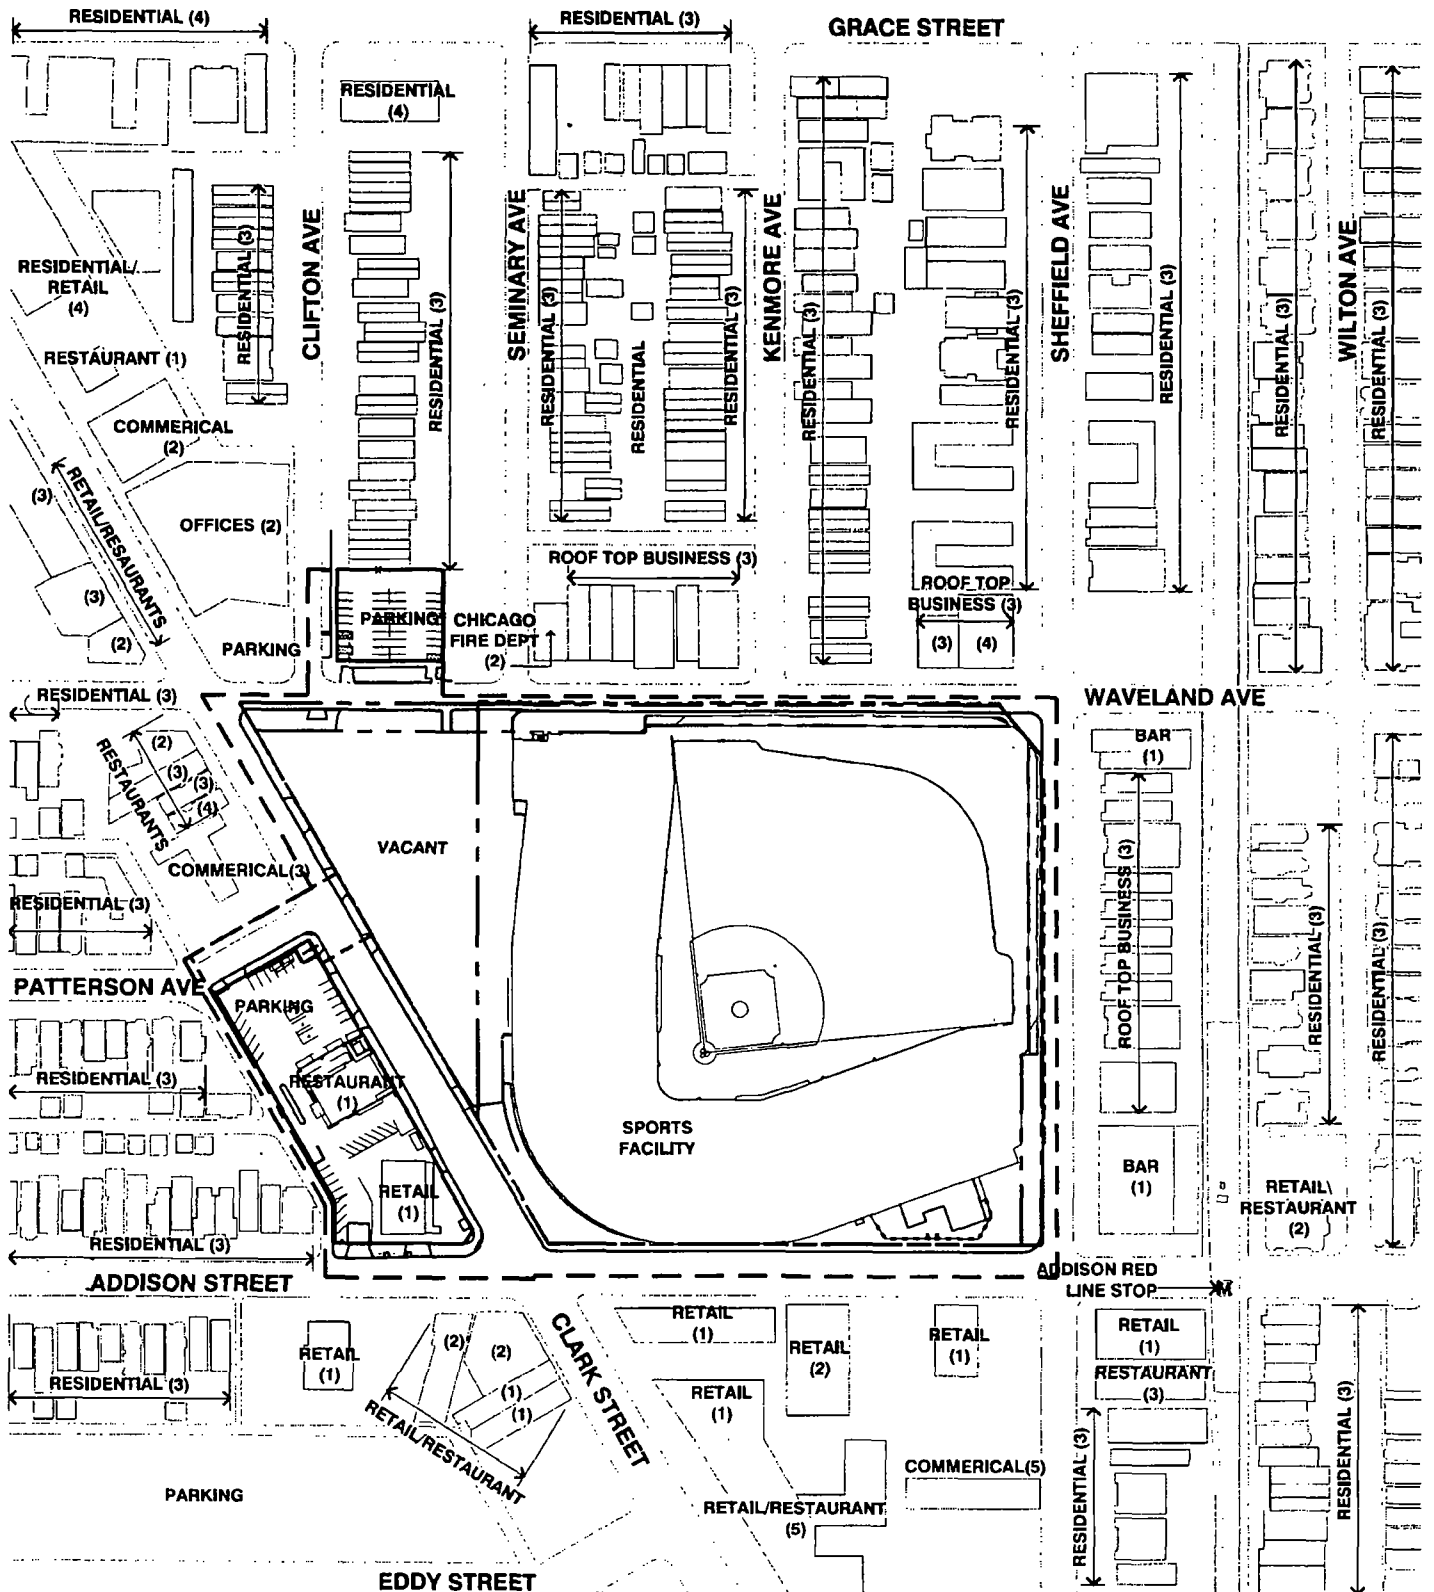 RESIDENTIAL (4)
RESIDENTIAL (3)
GRACE STREET
RESIDENTIAL
(4)
CLIFTON AVE
SEMINARY AVE
KENMORE AVE
SHEFFIELD AVE
WILTON AVE
RESIDENTIAL/
RETAIL
(4)
RESIDENTIAL (3)
RESIDENTIAL (3)
RESIDENTIAL (3)
RESIDENTIAL
RESIDENTIAL (3)
RESIDENTIAL (3)
RESIDENTIAL (3)
RESIDENTIAL (3)
RESIDENTIAL (3)
RESIDENTIAL (3)
RESTAURANT (1)
COMMERICAL
(2)
(3)
RETAIL/RESAURANTS
OFFICES (2)
(3)
(2)
PARKING
PARKING
CHICAGO
FIRE DEPT
(2)
ROOF TOP BUSINESS (3)
ROOF TOP
BUSINESS (3)
(3)
(4)
RESIDENTIAL (3)
WAVELAND AVE
RESTAURANTS
(2)
(3)
(3)
(4)
COMMERICAL(3)
VACANT
BAR
(1)
ROOF TOP BUSINESS (3)
RESIDENTIAL (3)
RESIDENTIAL (3)
RESIDENTIAL (3)
PATTERSON AVE
PARKING
RESIDENTIAL (3)
RESTAURANT
(1)
SPORTS
FACILITY
RETAIL
(1)
BAR
(1)
RETAIL\
RESTAURANT
(2)
RESIDENTIAL (3)
ADDISON STREET
ADDISON RED
LINE STOP
M
CLARK STREET
RESIDENTIAL (3)
RETAIL
(1)
(2)
(2)
(1)
(1)
RETAIL/RESTAURANT
RETAIL
(1)
RETAIL
(2)
RETAIL
(1)
RETAIL
(1)
RETAIL
(1)
RESTAURANT
(3)
COMMERICAL(5)
RETAIL/RESTAURANT
(5)
RESIDENTIAL (3)
RESIDENTIAL (3)
PARKING
EDDY STREET